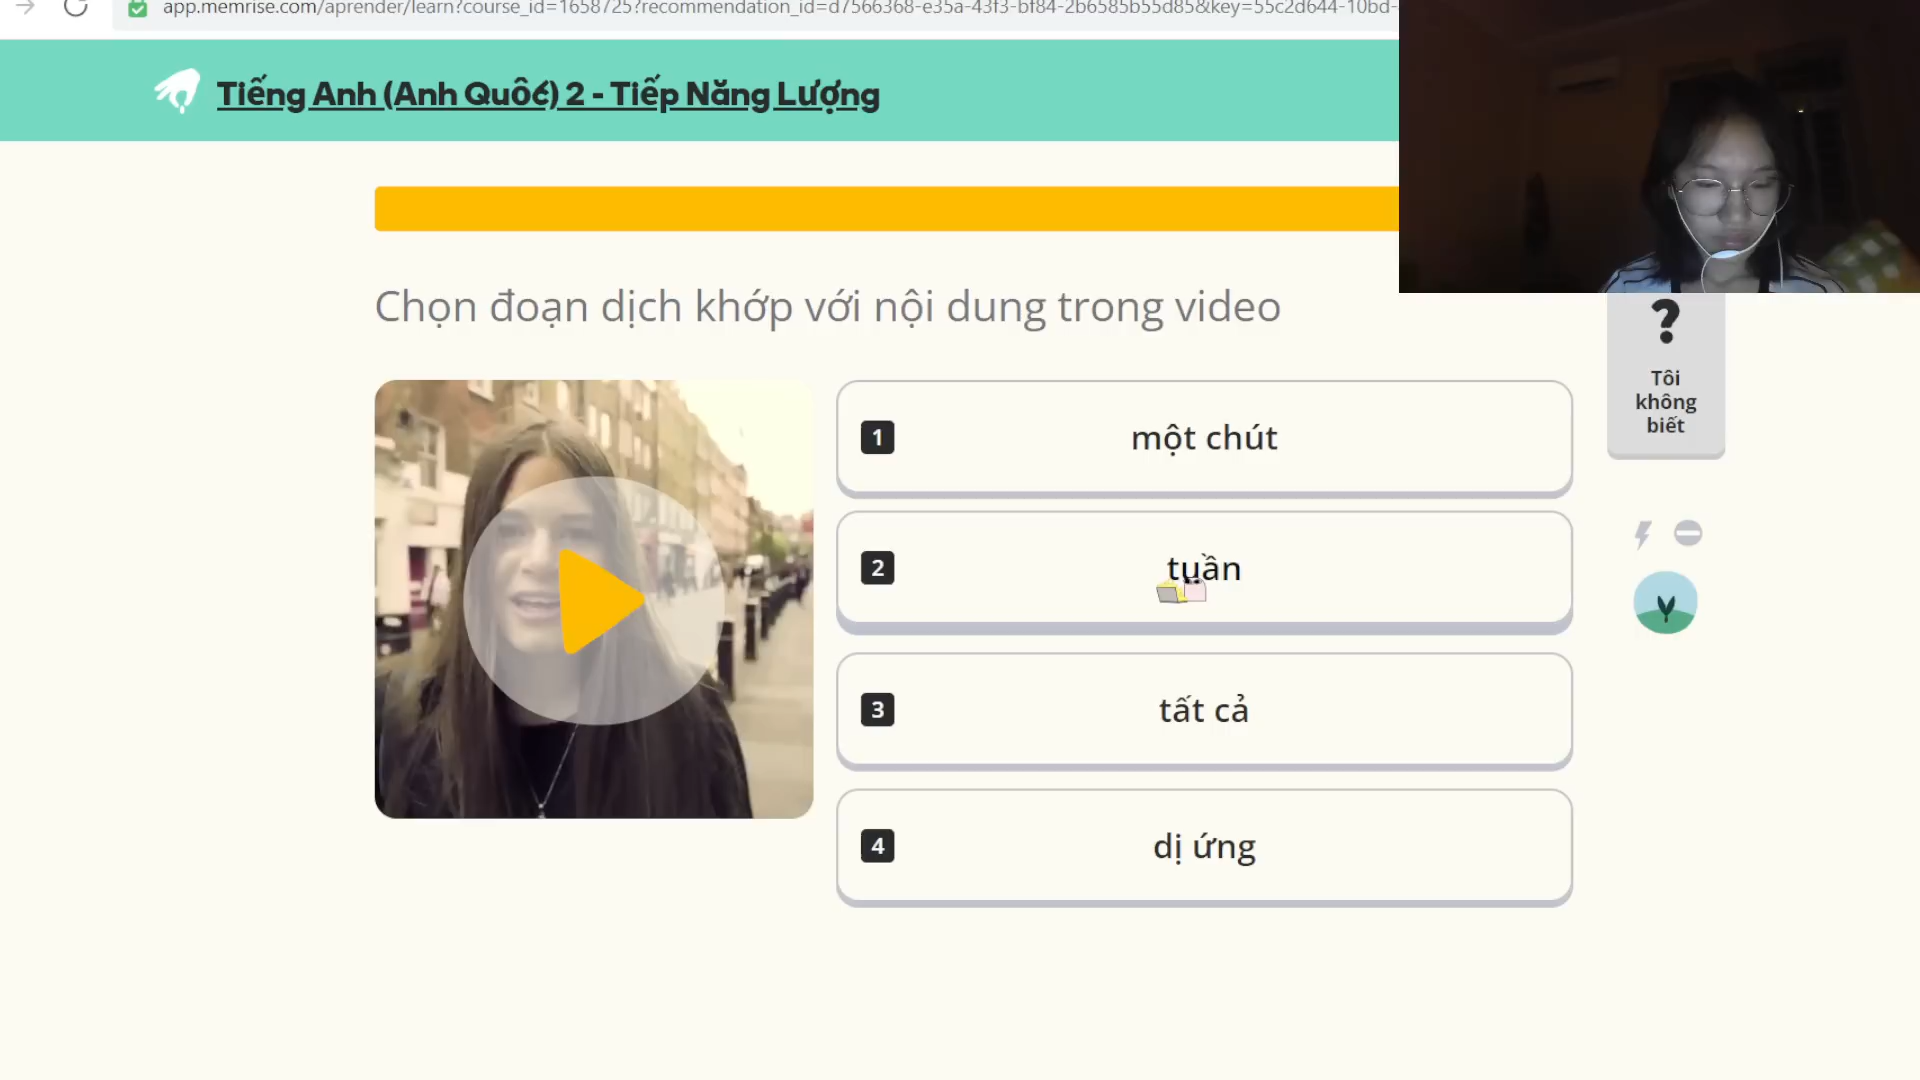 app.memrise.com/aprender/learn?course_id=1658725?recommendation_id=d7566368-e35a-43f3-bf84-2b6585b55d85&key=55c2d644-10bd-
Tiếng Anh (Anh Quốc) 2 - Tiếp Năng Lượng
Chọn đoạn dịch khớp với nội dung trong video
?
Tôi
không
biết
1 một chút
2 tuần
3 tất cả
4 dị ứng